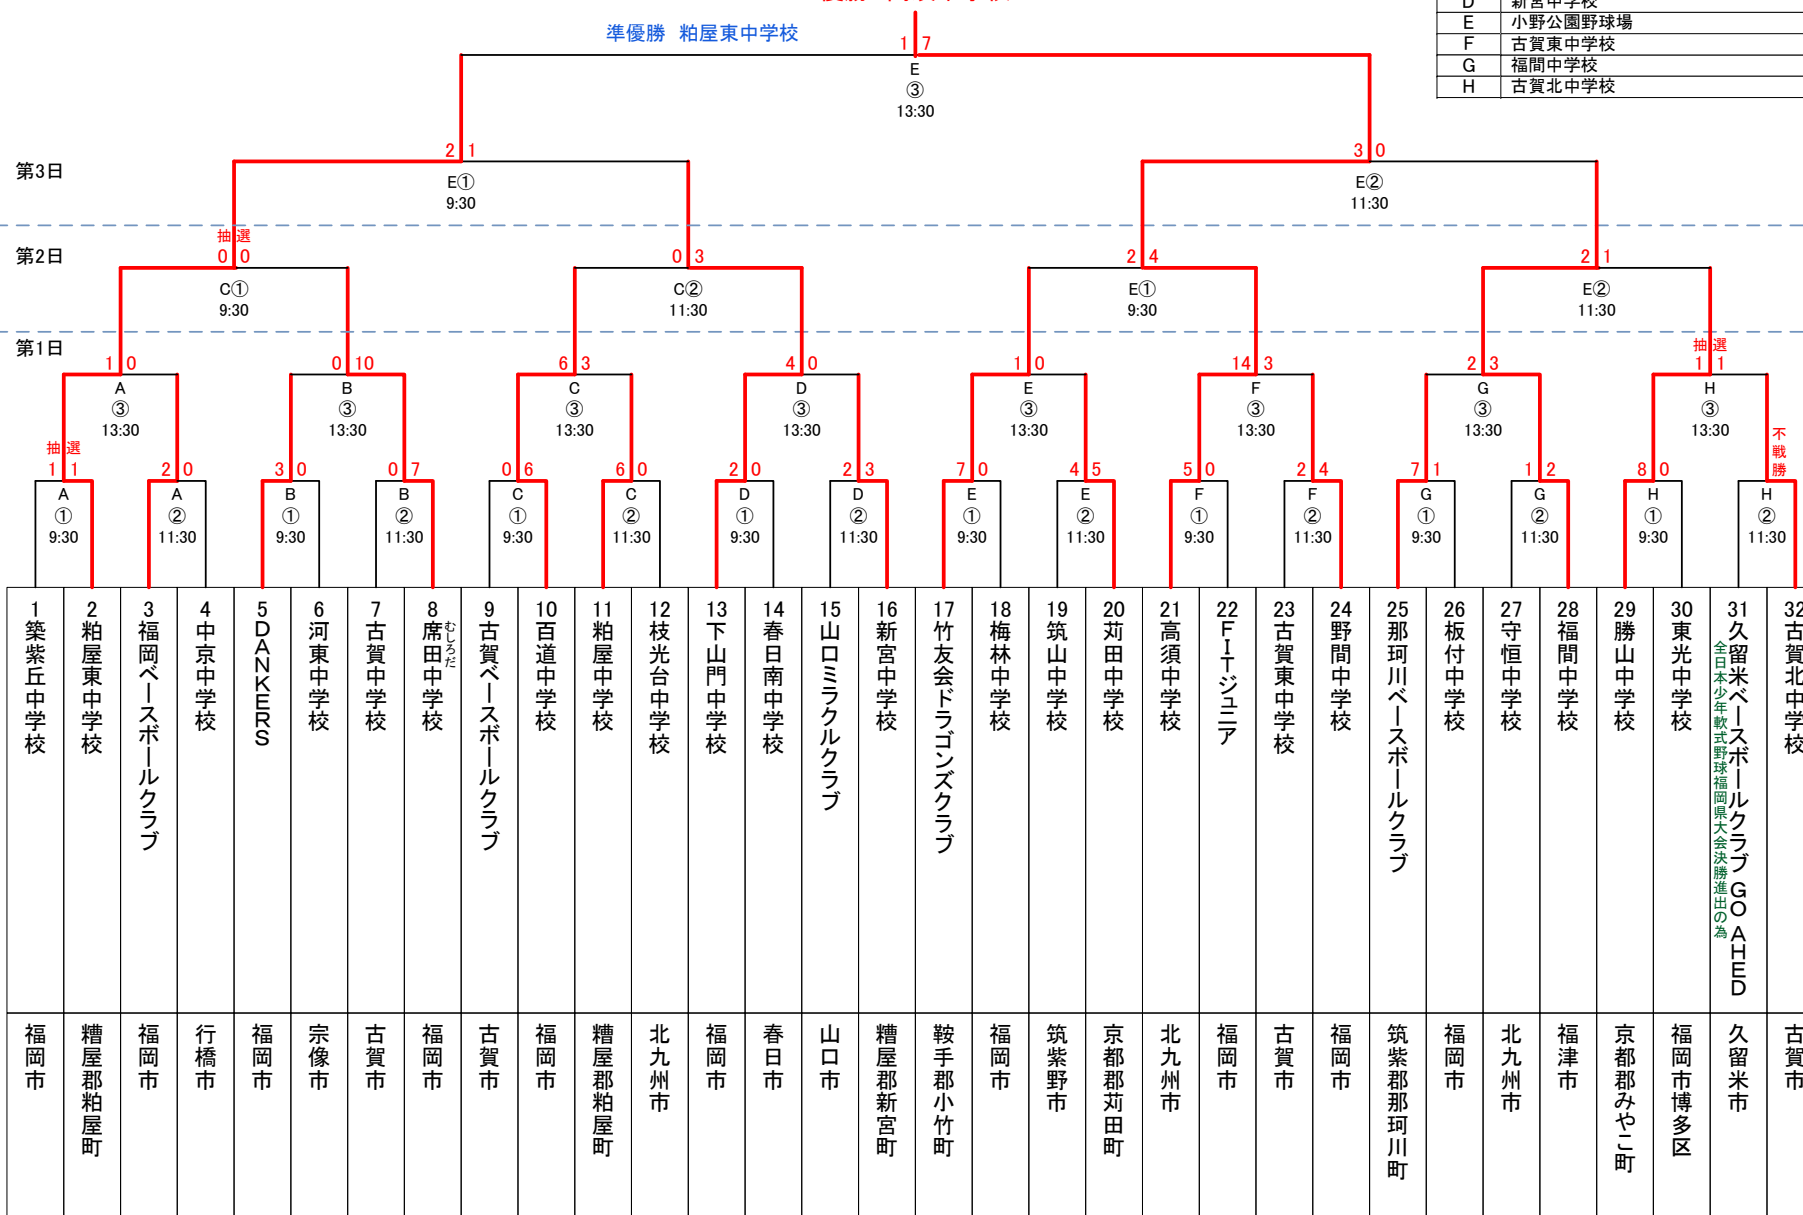 準優勝 粕屋東中学校
D 新宮中学校
E 小野公園野球場
F 古賀東中学校
G 福間中学校
H 古賀北中学校
1 7
E
③
13:30
第3日
2 1
E①
9:30
3 0
E②
11:30
第2日
抽選
0 0
C①
9:30
0 3
C②
11:30
2 4
E①
9:30
2 1
E②
11:30
第1日
1 0
A
③
13:30
0 10
B
③
13:30
6 3
C
③
13:30
4 0
D
③
13:30
1 0
E
③
13:30
14 3
F
③
13:30
2 3
G
③
13:30
抽選
1 1
H
③
13:30
抽選
1 1
A
①
9:30
2 0
A
②
11:30
3 0
B
①
9:30
0 7
B
②
11:30
0 6
C
①
9:30
6 0
C
②
11:30
2 0
D
①
9:30
2 3
D
②
11:30
7 0
E
①
9:30
4 5
E
②
11:30
5 0
F
①
9:30
2 4
F
②
11:30
7 1
G
①
9:30
1 2
G
②
11:30
8 0
H
①
9:30
不戦勝
H
②
11:30
1 築紫丘中学校
2 粕屋東中学校
3 福岡ベースボールクラブ
4 中京中学校
5 DANKERS
6 河東中学校
7 古賀中学校
8 席田中学校
むしろだ
9 古賀ベースボールクラブ
10 百道中学校
11 粕屋中学校
12 枝光台中学校
13 下山門中学校
14 春日南中学校
15 山口ミラクルクラブ
16 新宮中学校
17 竹友会ドラゴンズクラブ
18 梅林中学校
19 筑山中学校
20 苅田中学校
21 高須中学校
22 FITジュニア
23 古賀東中学校
24 野間中学校
25 那珂川ベースボールクラブ
26 板付中学校
27 守恒中学校
28 福間中学校
29 勝山中学校
30 東光中学校
31 久留米ベースボールクラブ GO AHED
全日本少年軟式野球福岡県大会決勝進出の為
32 古賀北中学校
福岡市
糟屋郡粕屋町
福岡市
行橋市
福岡市
宗像市
古賀市
福岡市
古賀市
福岡市
糟屋郡粕屋町
北九州市
福岡市
春日市
山口市
糟屋郡新宮町
鞍手郡小竹町
福岡市
筑紫野市
京都郡苅田町
北九州市
福岡市
古賀市
福岡市
筑紫郡那珂川町
福岡市
北九州市
福津市
京都郡みやこ町
福岡市博多区
久留米市
古賀市